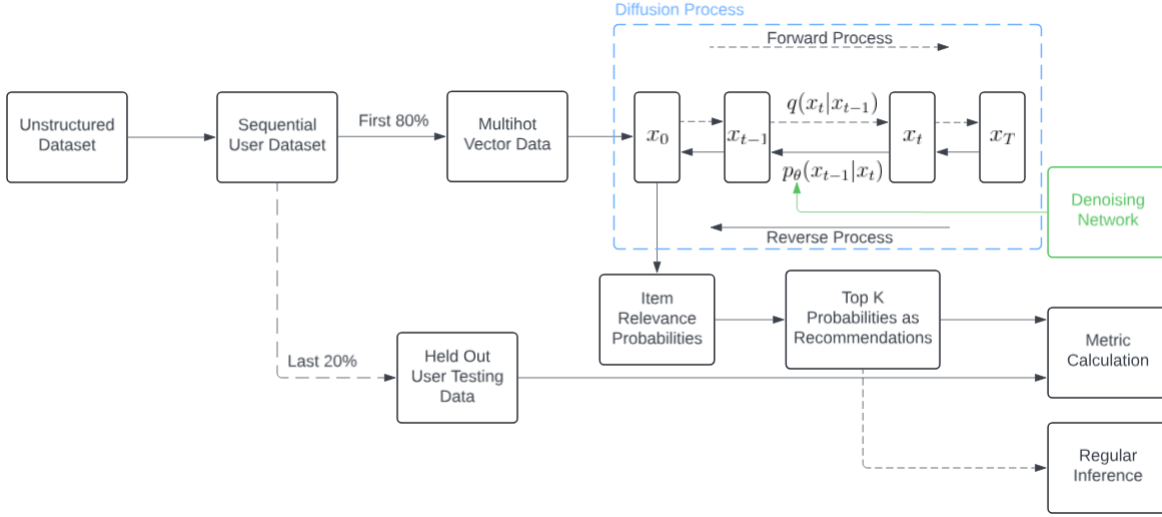 Diffusion Process
Forward Process
Unstructured
Dataset
Sequential
User Dataset
First 80%
Multihot
Vector Data
x_0
x_{t-1}
q(x_t|x_{t-1})
p_θ(x_{t-1}|x_t)
x_t
x_T
Reverse Process
Denoising
Network
Item
Relevance
Probabilities
Top K
Probabilities as
Recommendations
Metric
Calculation
Last 20%
Held Out
User Testing
Data
Regular
Inference